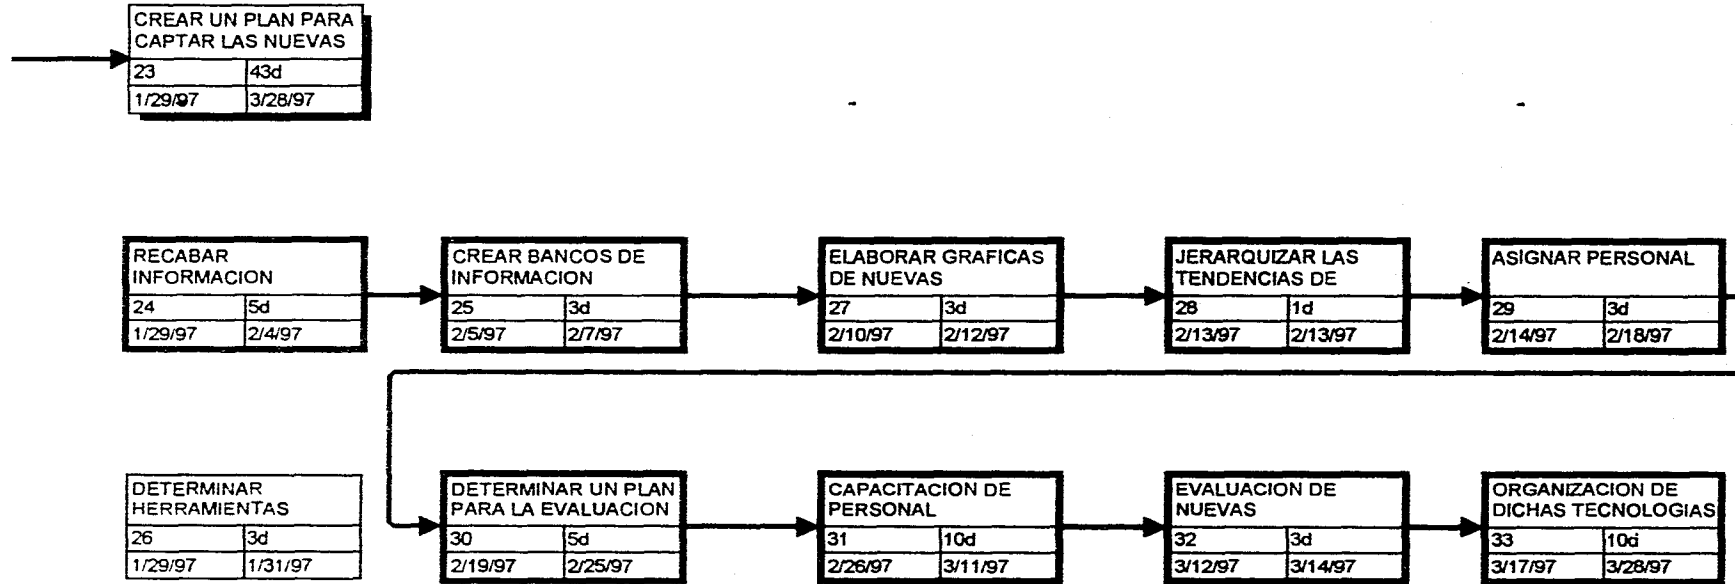 CREAR UN PLAN PARA
CAPTAR LAS NUEVAS
23 43d
1/29/97 3/28/97
RECABAR
INFORMACION
24 5d
1/29/97 2/4/97
CREAR BANCOS DE
INFORMACION
25 3d
2/5/97 2/7/97
ELABORAR GRAFICAS
DE NUEVAS
27 3d
2/10/97 2/12/97
JERARQUIZAR LAS
TENDENCIAS DE
28 1d
2/13/97 2/13/97
ASIGNAR PERSONAL
29 3d
2/14/97 2/18/97
DETERMINAR
HERRAMIENTAS
26 3d
1/29/97 1/31/97
DETERMINAR UN PLAN
PARA LA EVALUACION
30 5d
2/19/97 2/25/97
CAPACITACION DE
PERSONAL
31 10d
2/26/97 3/11/97
EVALUACION DE
NUEVAS
32 3d
3/12/97 3/14/97
ORGANIZACION DE
DICHAS TECNOLOGIAS
33 10d
3/17/97 3/28/97